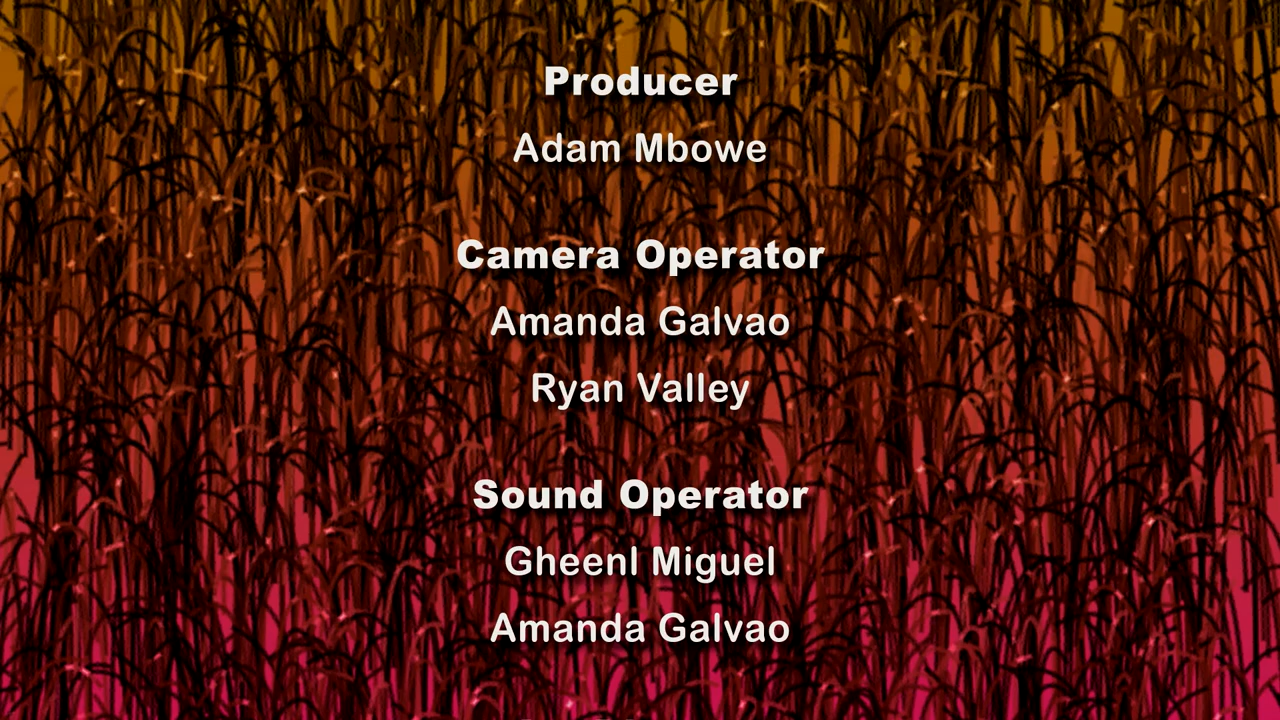 Producer
Adam Mbowe
Camera Operator
Amanda Galvao
Ryan Valley
Sound Operator
Gheenl Miguel
Amanda Galvao